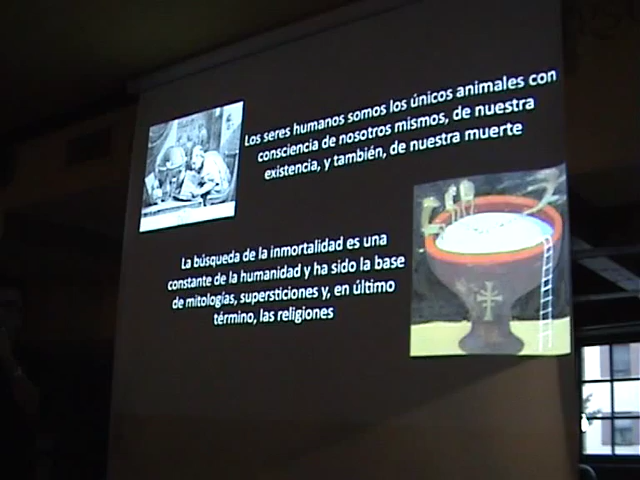 Los seres humanos somos los únicos animales con
consciencia de nosotros mismos, de nuestra
existencia, y también, de nuestra muerte
La búsqueda de la inmortalidad es una
constante de la humanidad y ha sido la base
de mitologías, supersticiones y, en último
término, las religiones